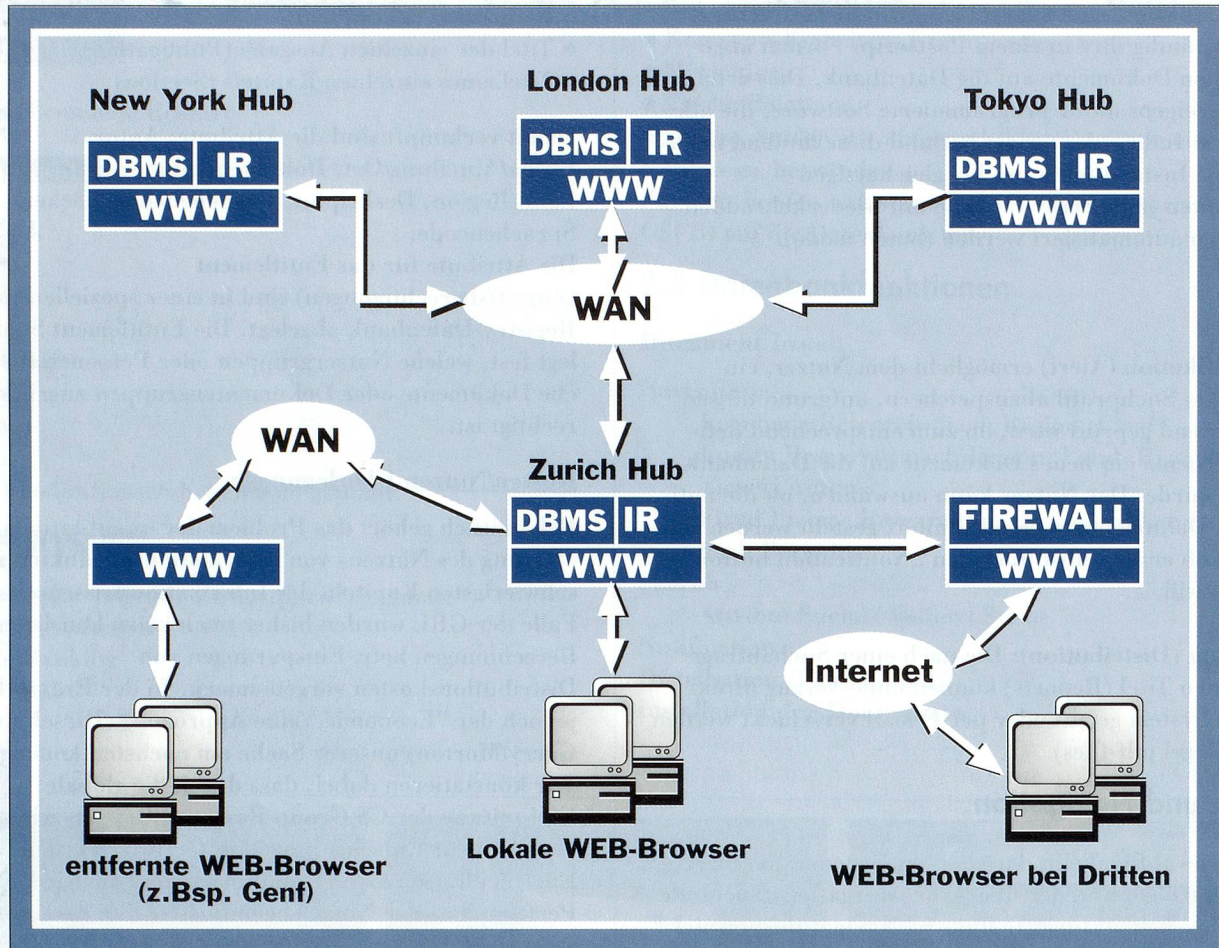 New York Hub
London Hub
Tokyo Hub
DBMS IR
WWW
DBMS IR
WWW
DBMS IR
WWW
WAN
WAN
Zurich Hub
DBMS IR
WWW
FIREWALL
WWW
WWW
Internet
entfernte WEB-Browser
(z.Bsp. Genf)
Lokale WEB-Browser
WEB-Browser bei Dritten